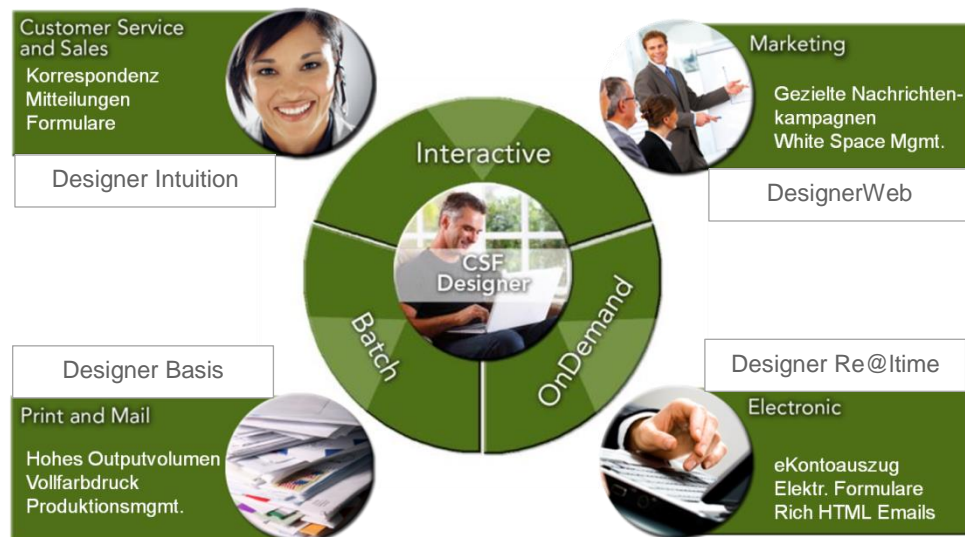 Customer Service
and Sales
Korrespondenz
Mitteilungen
Formulare
Designer Intuition
Marketing
Gezielte Nachrichten-
kampagnen
White Space Mgmt.
DesignerWeb
Interactive
CSF
Designer
Batch
OnDemand
Designer Basis
Print and Mail
Hohes Outputvolumen
Vollfarbdruck
Produktionsmgmt.
Designer Re@ltime
Electronic
eKontoauszug
Elektr. Formulare
Rich HTML Emails